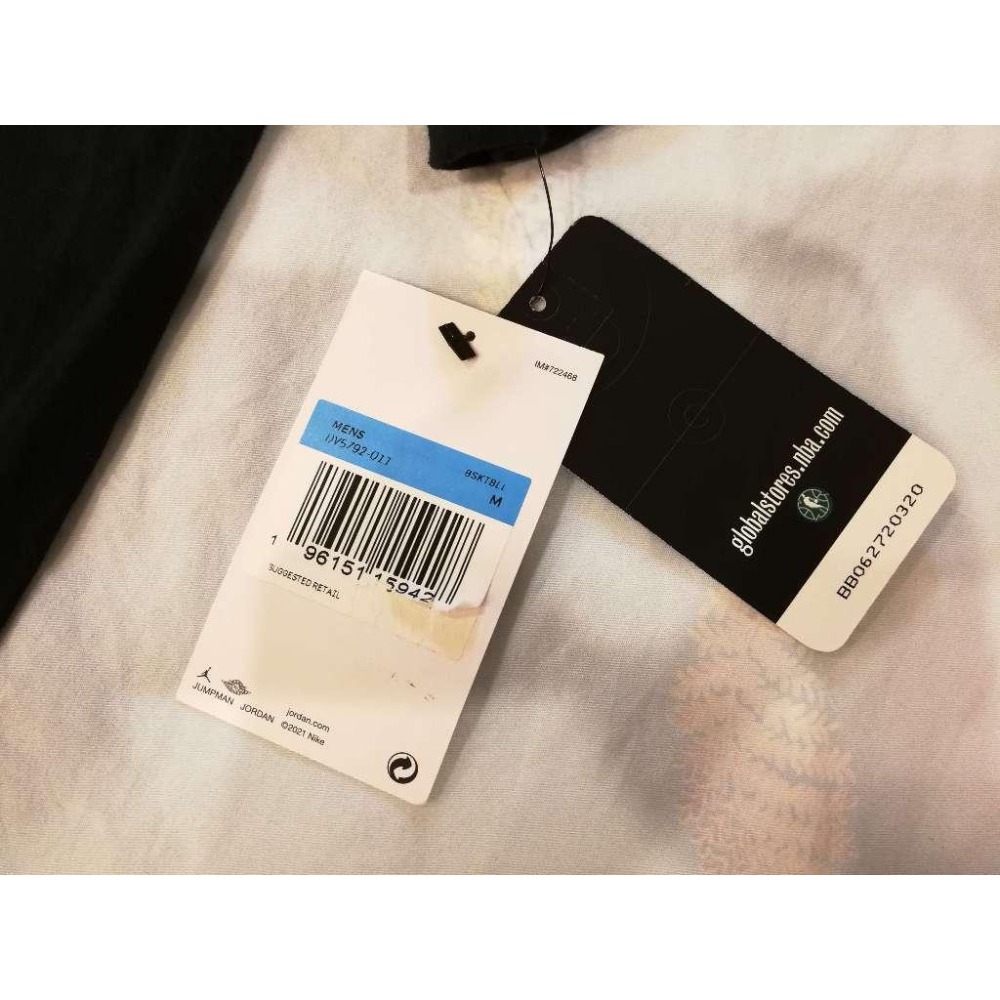 IM#722468
MENS
DV5792-011
BSKTBLL
M
1 96151 15942
SUGGESTED RETAIL
JUMPMAN JORDAN
jordan.com
©2021 Nike
globalstores.nba.com
BB062720320